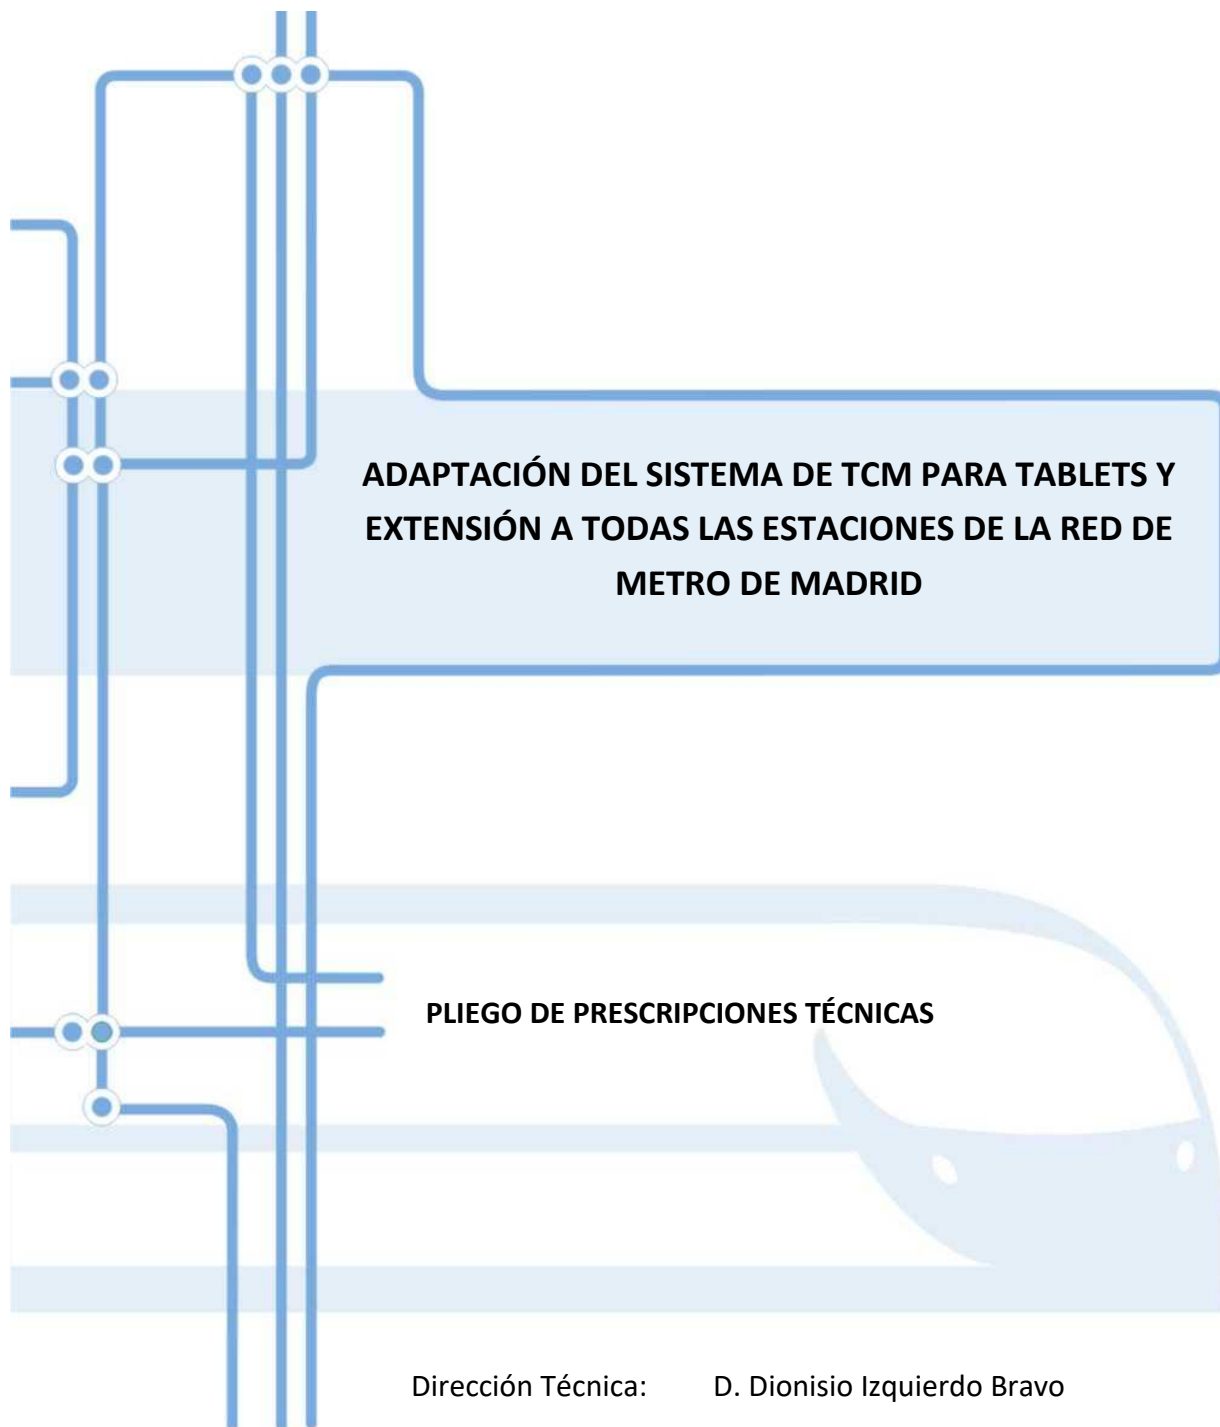 ADAPTACIÓN DEL SISTEMA DE TCM PARA TABLETS Y
EXTENSIÓN A TODAS LAS ESTACIONES DE LA RED DE
METRO DE MADRID
PLIEGO DE PRESCRIPCIONES TÉCNICAS
Dirección Técnica: D. Dionisio Izquierdo Bravo